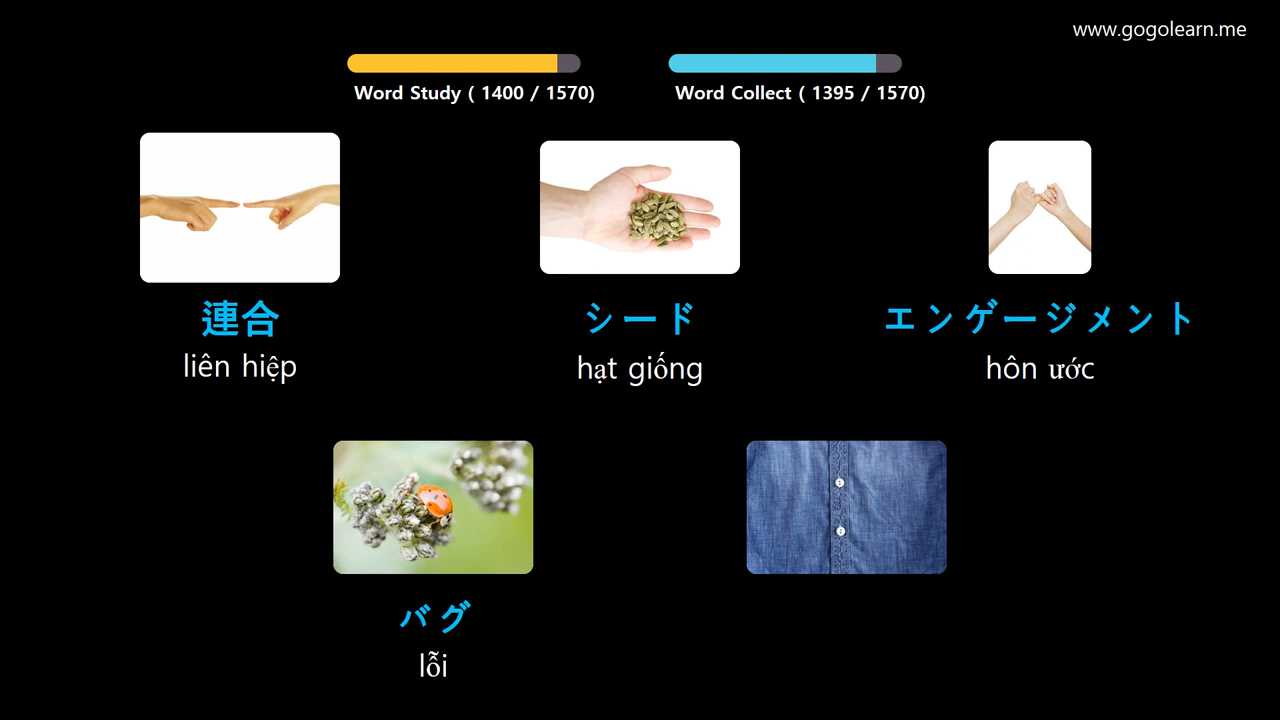 www.gogolearn.me
Word Study ( 1400 / 1570)
Word Collect ( 1395 / 1570)
連合
liên hiệp
シード
hạt giống
エンゲージメント
hôn ước
バグ
lỗi